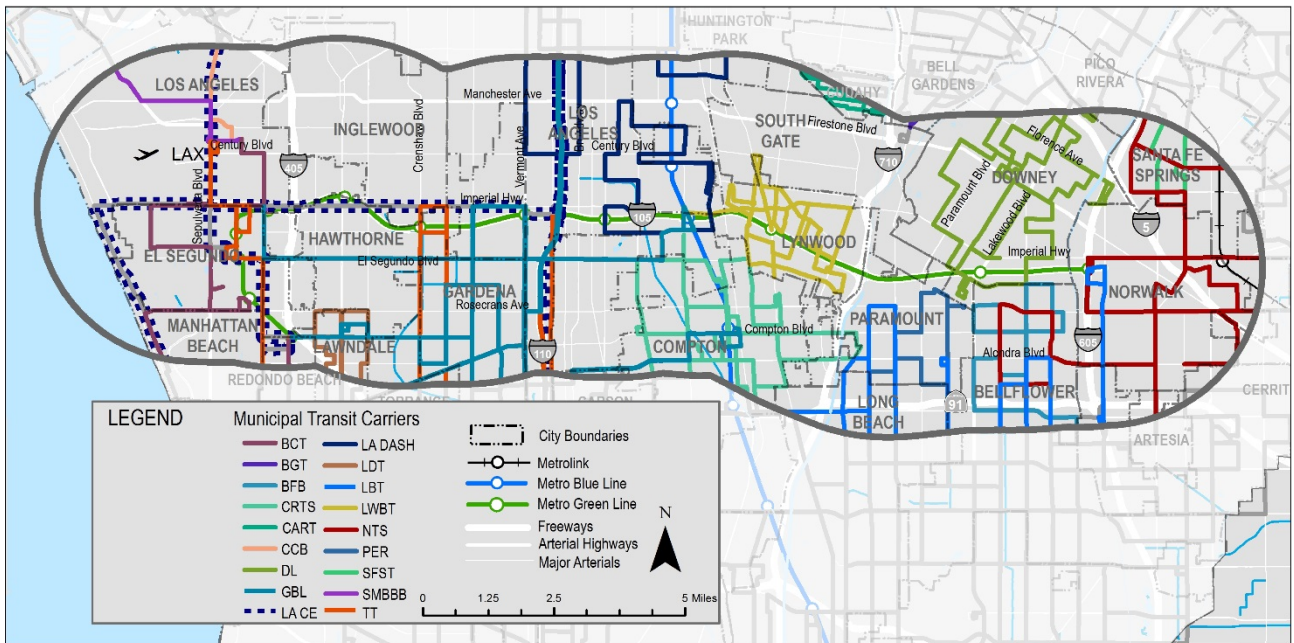 HUNTINGTON
PARK
BELL
GARDENS
PICO
RIVERA
LOS ANGELES
Manchester Ave
LOS
ANGELES
CUDAHY
SOUTH
GATE
Firestone Blvd
INGLEWOOD
Crenshaw Blvd
Vermont Ave
Century Blvd
LAX
Century Blvd
405
710
Florence Ave
DOWNEY
Paramount Blvd
Lakewood Blvd
SANTA FE
SPRINGS
Sepulveda Blvd
Imperial Hwy
105
5
HAWTHORNE
LYNWOOD
Imperial Hwy
EL SEGUNDO
El Segundo Blvd
GARDENA
Rosecrans Ave
NORWALK
MANHATTAN
BEACH
LAWNDALE
110
COMPTON
Compton Blvd
PARAMOUNT
Alondra Blvd
605
REDONDO BEACH
TORRANCE
CARSON
LONG
BEACH
91
BELLFLOWER
CERRIT
ARTESIA
LEGEND
Municipal Transit Carriers
BCT
BGT
BFB
CRTS
CART
CCB
DL
GBL
LA CE
LA DASH
LDT
LBT
LWBT
NTS
PER
SFST
SMBBB
TT
City Boundaries
Metrolink
Metro Blue Line
Metro Green Line
Freeways
Arterial Highways
Major Arterials
N
0 1.25 2.5 5 Miles